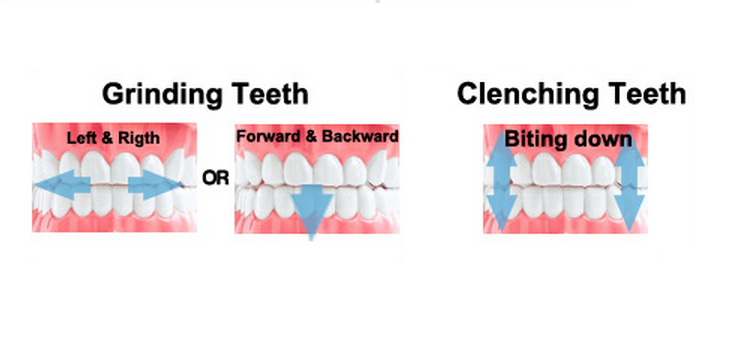 Grinding Teeth
Left & Rigth
OR
Forward & Backward
Clenching Teeth
Biting down